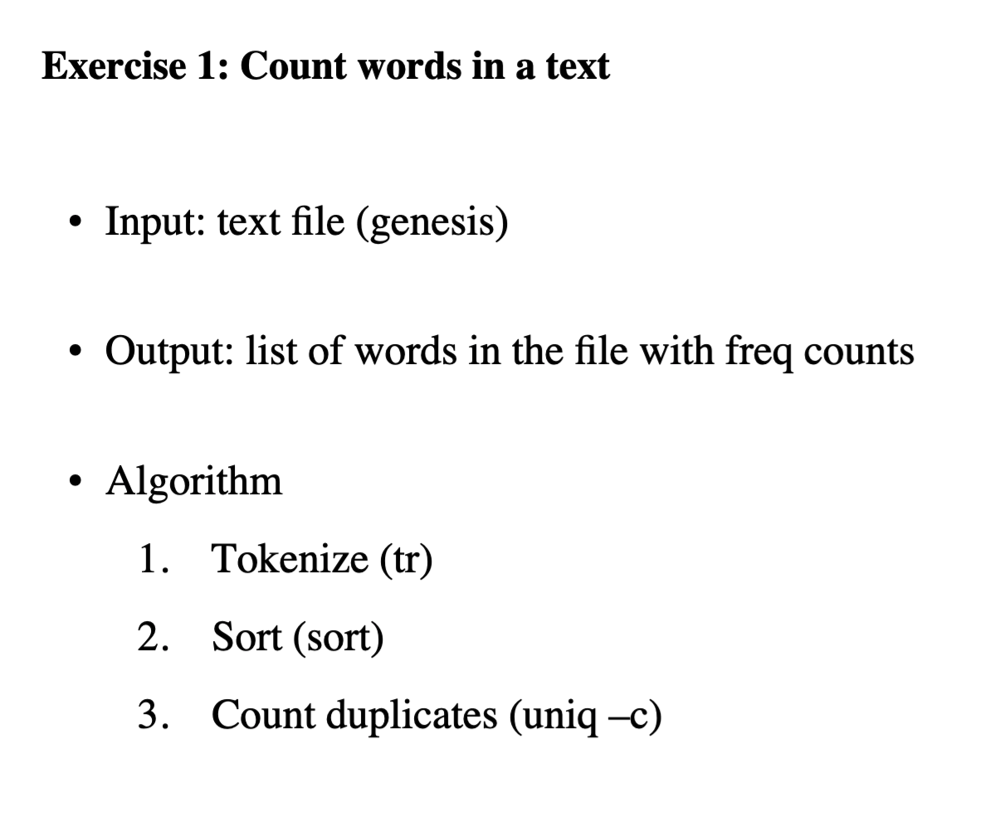 Exercise 1: Count words in a text
• Input: text file (genesis)
• Output: list of words in the file with freq counts
• Algorithm
1. Tokenize (tr)
2. Sort (sort)
3. Count duplicates (uniq –c)